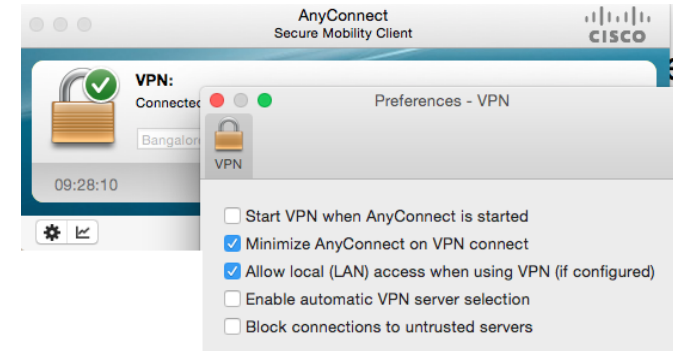 AnyConnect
Secure Mobility Client
CISCO
VPN:
Connected
Bangalor
09:28:10
Preferences - VPN
VPN
Start VPN when AnyConnect is started
Minimize AnyConnect on VPN connect
Allow local (LAN) access when using VPN (if configured)
Enable automatic VPN server selection
Block connections to untrusted servers